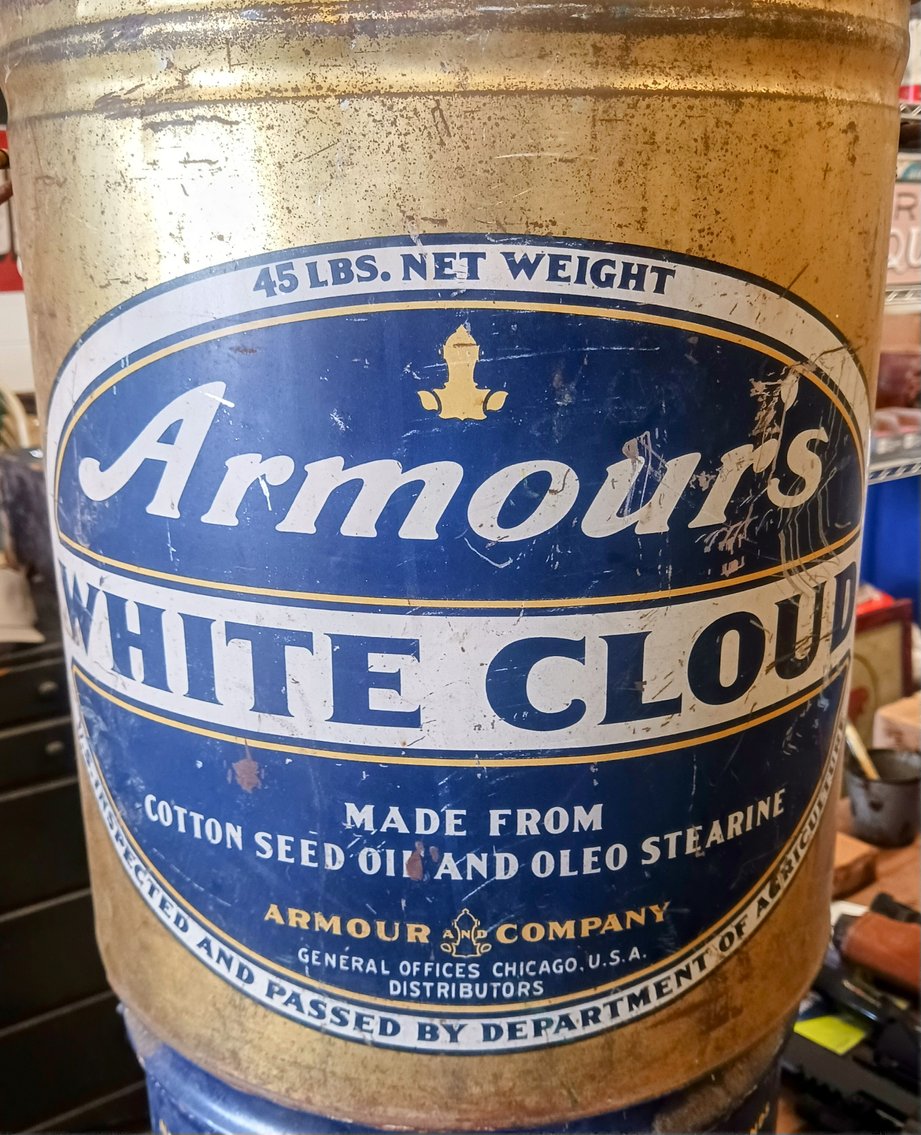 45 LBS. NET WEIGHT
Armour's
WHITE CLOUD
MADE FROM
COTTON SEED OIL AND OLEO STEARINE
ARMOUR AND COMPANY
GENERAL OFFICES CHICAGO, U.S.A.
DISTRIBUTORS
INSPECTED AND PASSED BY DEPARTMENT OF AGRICULTURE